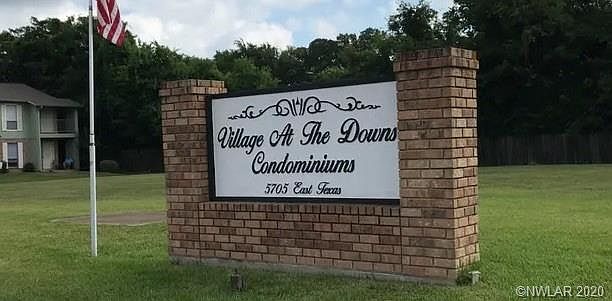 Village At The Downs
Condominiums
5705 East Texas
©NWLAR 2020